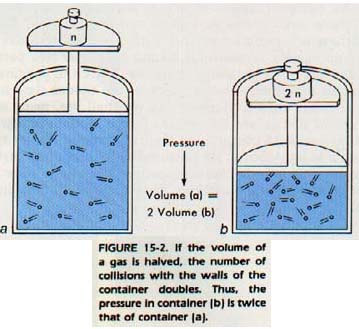 n
2 n
Pressure
Volume (a) =
2 Volume (b)
a
b
FIGURE 15-2. If the volume of
a gas is halved, the number of
collisions with the walls of the
container doubles. Thus, the
pressure in container (b) is twice
that of container (a).